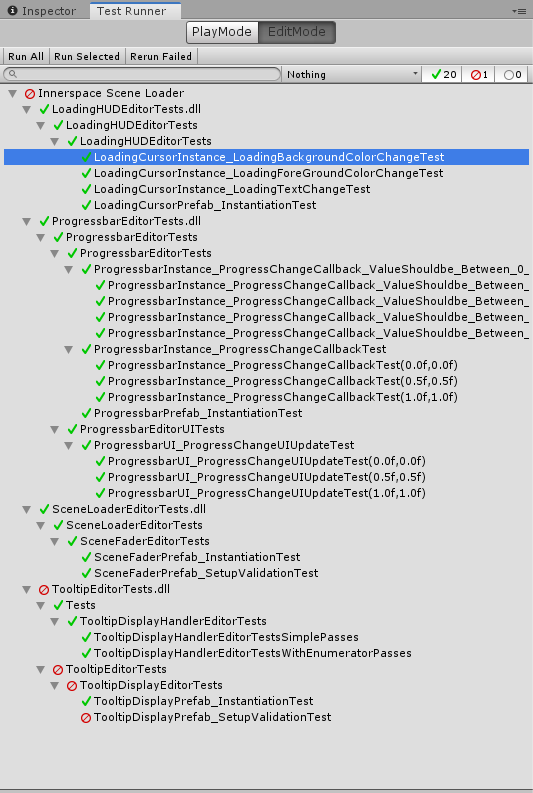 Inspector Test Runner
PlayMode EditMode
Run All Run Selected Rerun Failed
Nothing 20 1 0
Innerspace Scene Loader
LoadingHUDEditorTests.dll
LoadingHUDEditorTests
LoadingHUDEditorTests
LoadingCursorInstance_LoadingBackgroundColorChangeTest
LoadingCursorInstance_LoadingForeGroundColorChangeTest
LoadingCursorInstance_LoadingTextChangeTest
LoadingCursorPrefab_InstantiationTest
ProgressbarEditorTests.dll
ProgressbarEditorTests
ProgressbarEditorTests
ProgressbarInstance_ProgressChangeCallback_ValueShouldbe_Between_0_
ProgressbarInstance_ProgressChangeCallback_ValueShouldbe_Between_
ProgressbarInstance_ProgressChangeCallback_ValueShouldbe_Between_
ProgressbarInstance_ProgressChangeCallback_ValueShouldbe_Between_
ProgressbarInstance_ProgressChangeCallback_ValueShouldbe_Between_
ProgressbarInstance_ProgressChangeCallbackTest
ProgressbarInstance_ProgressChangeCallbackTest(0.0f,0.0f)
ProgressbarInstance_ProgressChangeCallbackTest(0.5f,0.5f)
ProgressbarInstance_ProgressChangeCallbackTest(1.0f,1.0f)
ProgressbarPrefab_InstantiationTest
ProgressbarEditorUITests
ProgressbarUI_ProgressChangeUIUpdateTest
ProgressbarUI_ProgressChangeUIUpdateTest(0.0f,0.0f)
ProgressbarUI_ProgressChangeUIUpdateTest(0.5f,0.5f)
ProgressbarUI_ProgressChangeUIUpdateTest(1.0f,1.0f)
SceneLoaderEditorTests.dll
SceneLoaderEditorTests
SceneFaderEditorTests
SceneFaderPrefab_InstantiationTest
SceneFaderPrefab_SetupValidationTest
TooltipEditorTests.dll
Tests
TooltipDisplayHandlerEditorTests
TooltipDisplayHandlerEditorTestsSimplePasses
TooltipDisplayHandlerEditorTestsWithEnumeratorPasses
TooltipEditorTests
TooltipDisplayEditorTests
TooltipDisplayPrefab_InstantiationTest
TooltipDisplayPrefab_SetupValidationTest